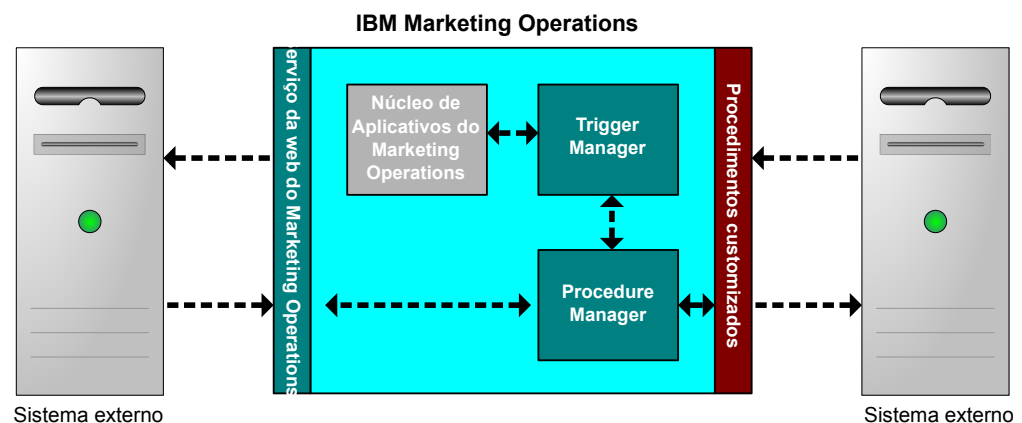 IBM Marketing Operations
erviço da web do Marketing Operations
Núcleo de
Aplicativos do
Marketing
Operations
Trigger
Manager
Procedure
Manager
Procedimentos customizados
Sistema externo
Sistema externo